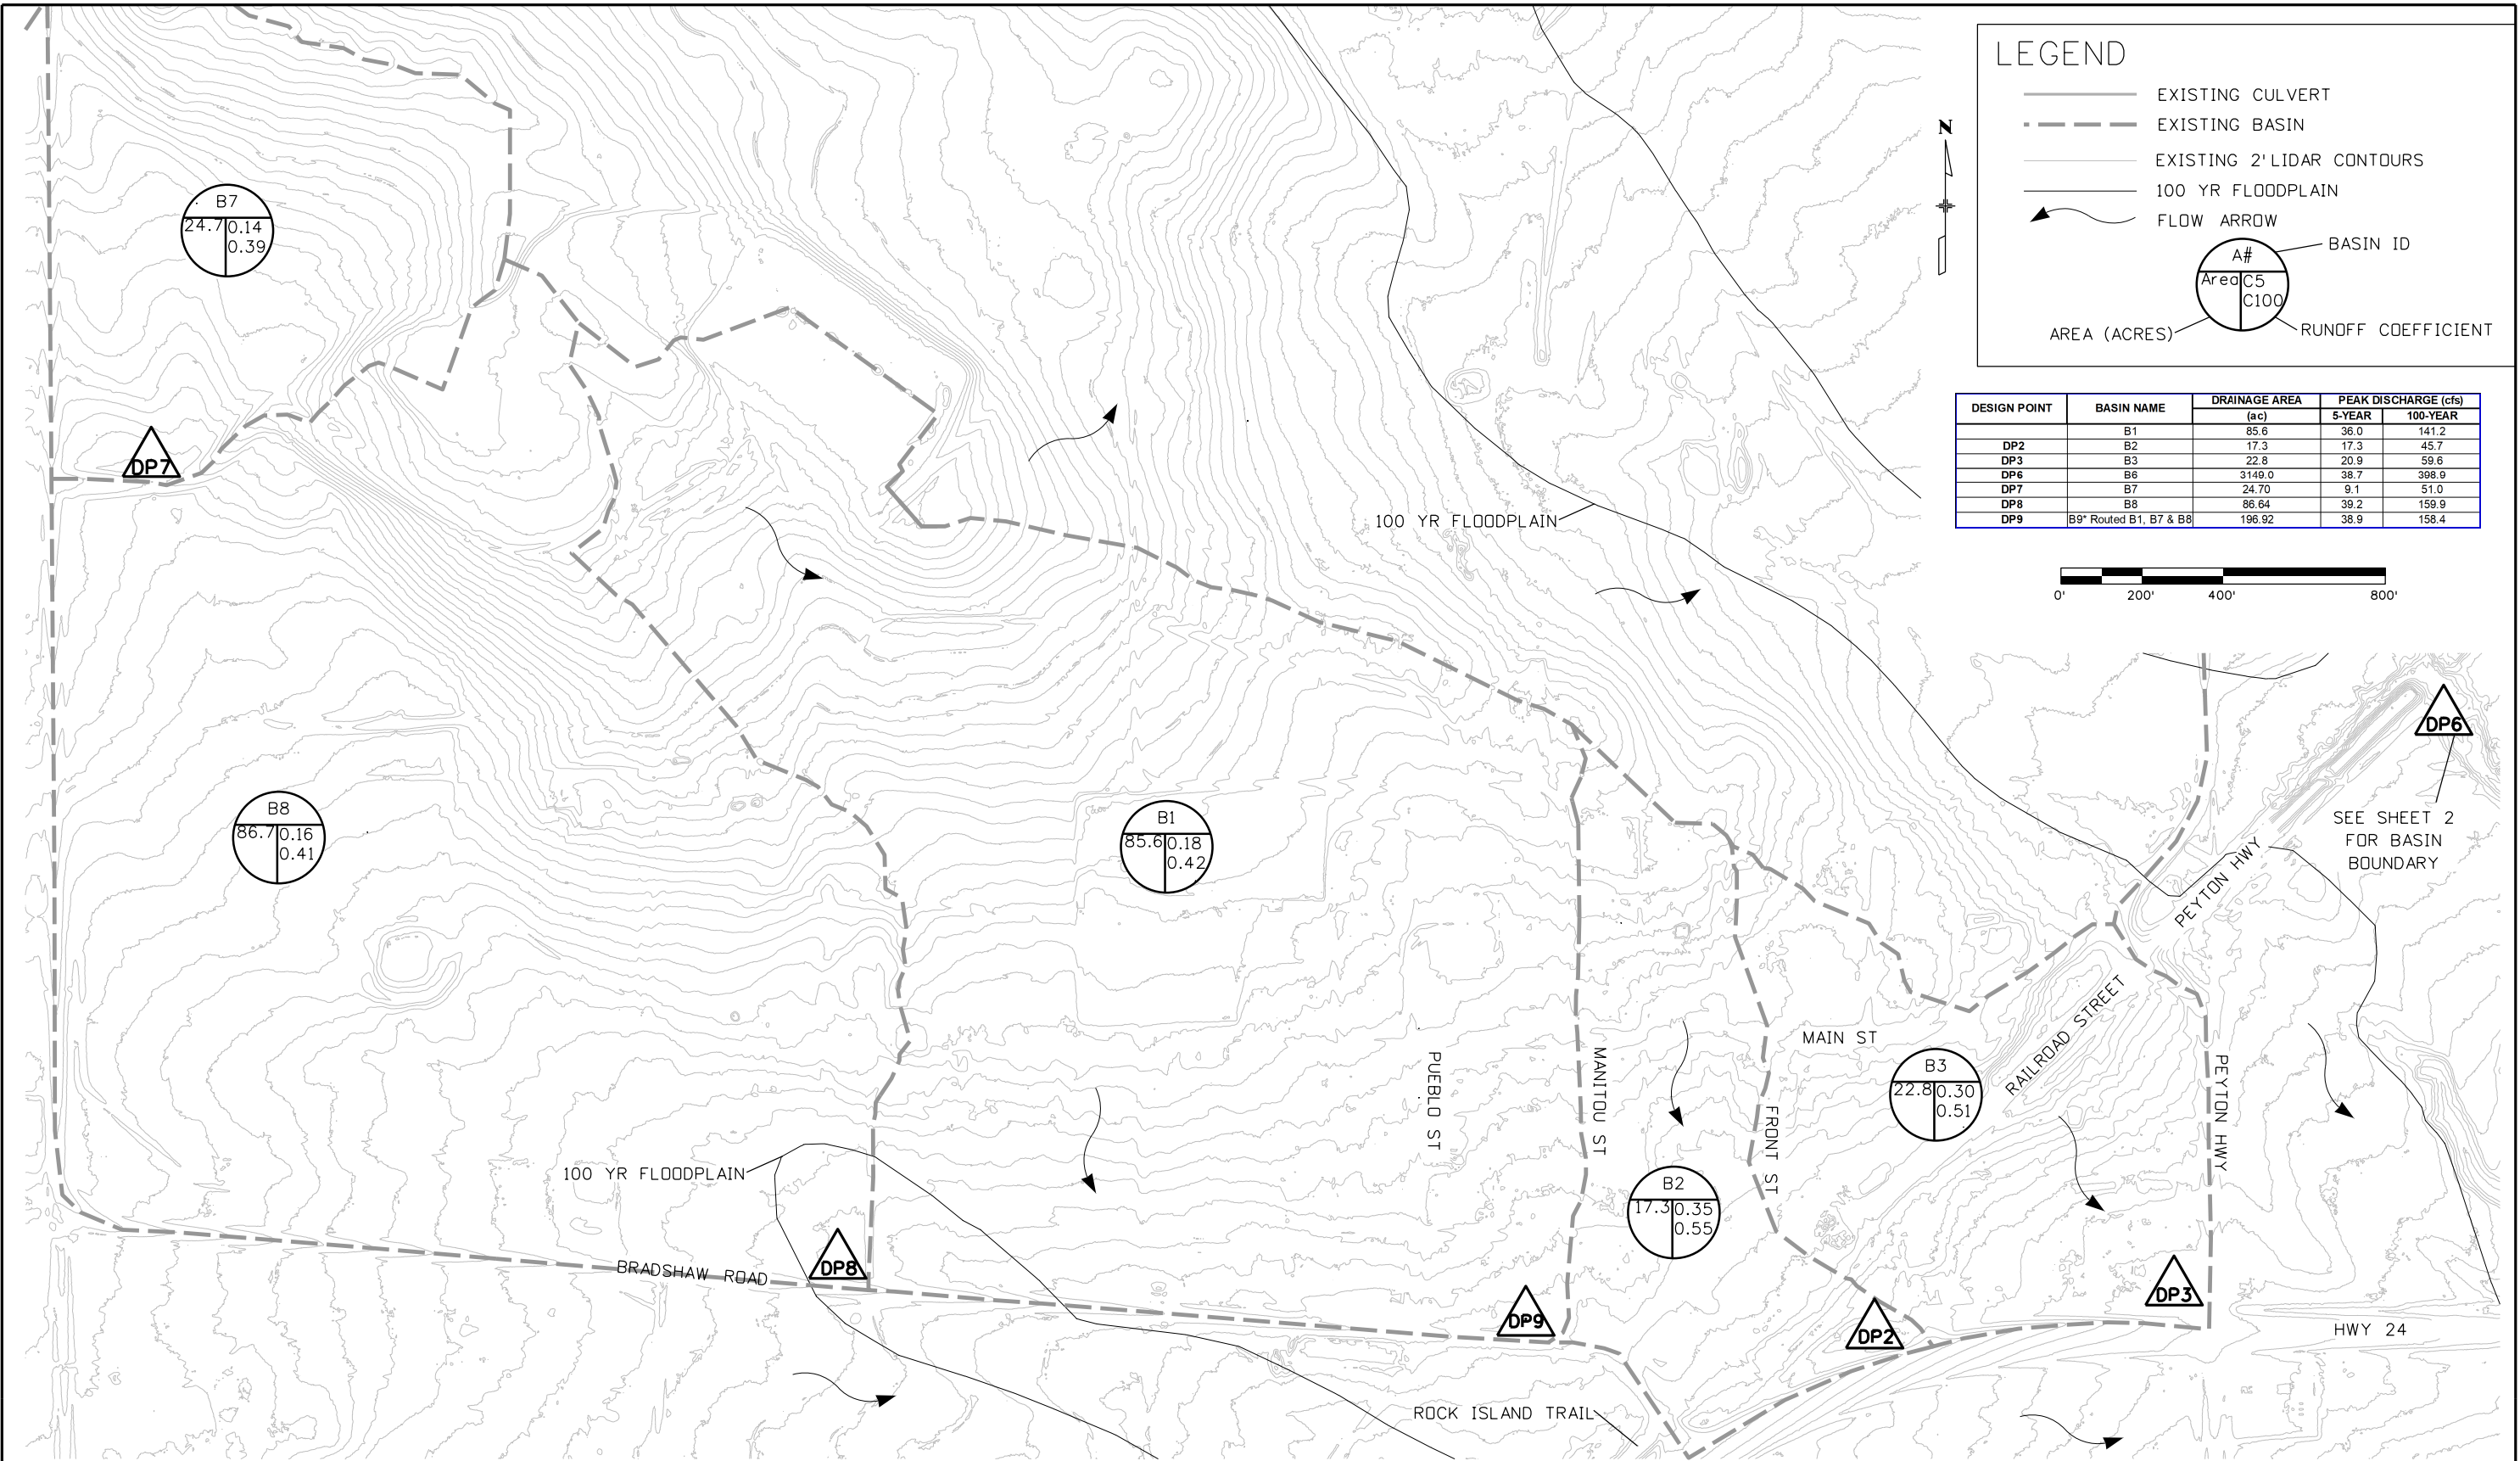 LEGEND
EXISTING CULVERT
EXISTING BASIN
EXISTING 2' LIDAR CONTOURS
100 YR FLOODPLAIN
FLOW ARROW
BASIN ID
A#
Area C5
C100
AREA (ACRES)
RUNOFF COEFFICIENT
N
DESIGN POINT BASIN NAME DRAINAGE AREA PEAK DISCHARGE (cfs)
(ac) 5-YEAR 100-YEAR
B1 85.6 36.0 141.2
DP2 B2 17.3 17.3 45.7
DP3 B3 22.8 20.9 59.6
DP6 B6 3149.0 38.7 398.9
DP7 B7 24.70 9.1 51.0
DP8 B8 86.64 39.2 159.9
DP9 B9* Routed B1, B7 & B8 196.92 38.9 158.4
0' 200' 400' 800'
B7
24.7 0.14
0.39
DP7
100 YR FLOODPLAIN
DP6
SEE SHEET 2
FOR BASIN
BOUNDARY
B8
86.7 0.16
0.41
B1
85.6 0.18
0.42
PEYTON HWY
RAILROAD STREET
MAIN ST
B3
22.8 0.30
0.51
PUEBLO ST
MANITOU ST
FRONT ST
PEYTON HWY
100 YR FLOODPLAIN
B2
17.3 0.35
0.55
BRADSHAW ROAD
DP8
DP9
DP2
DP3
HWY 24
ROCK ISLAND TRAIL